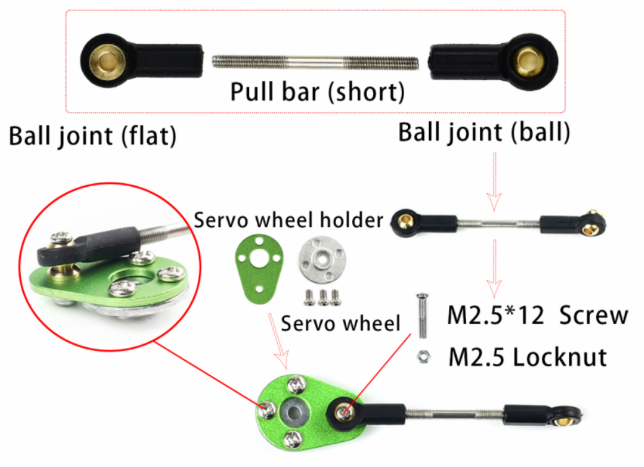 Pull bar (short)
Ball joint (flat)
Ball joint (ball)
Servo wheel holder
Servo wheel
M2.5*12 Screw
M2.5 Locknut